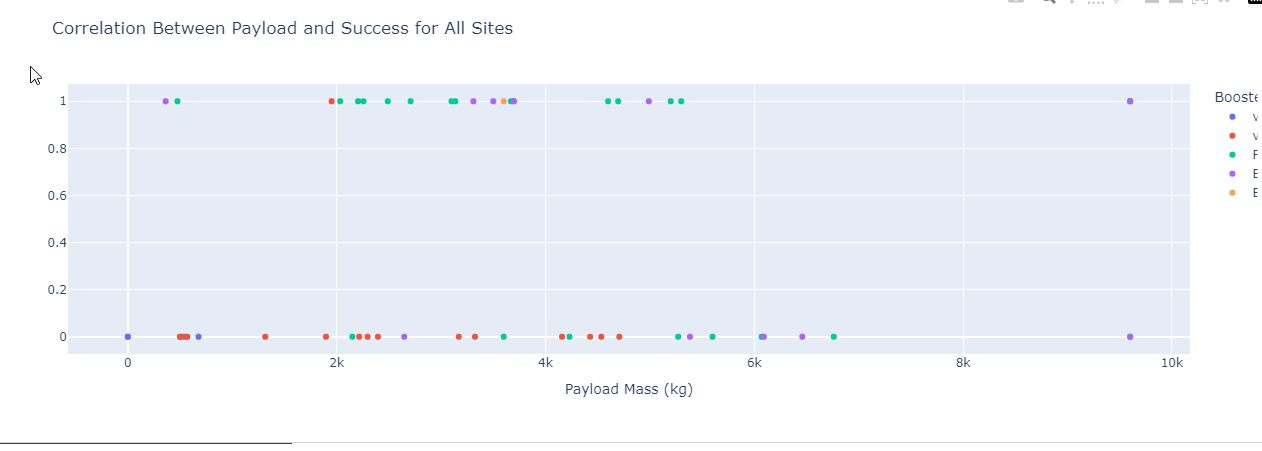 Correlation Between Payload and Success for All Sites
1
0.8
0.6
0.4
0.2
0
0
2k
4k
6k
8k
10k
Payload Mass (kg)